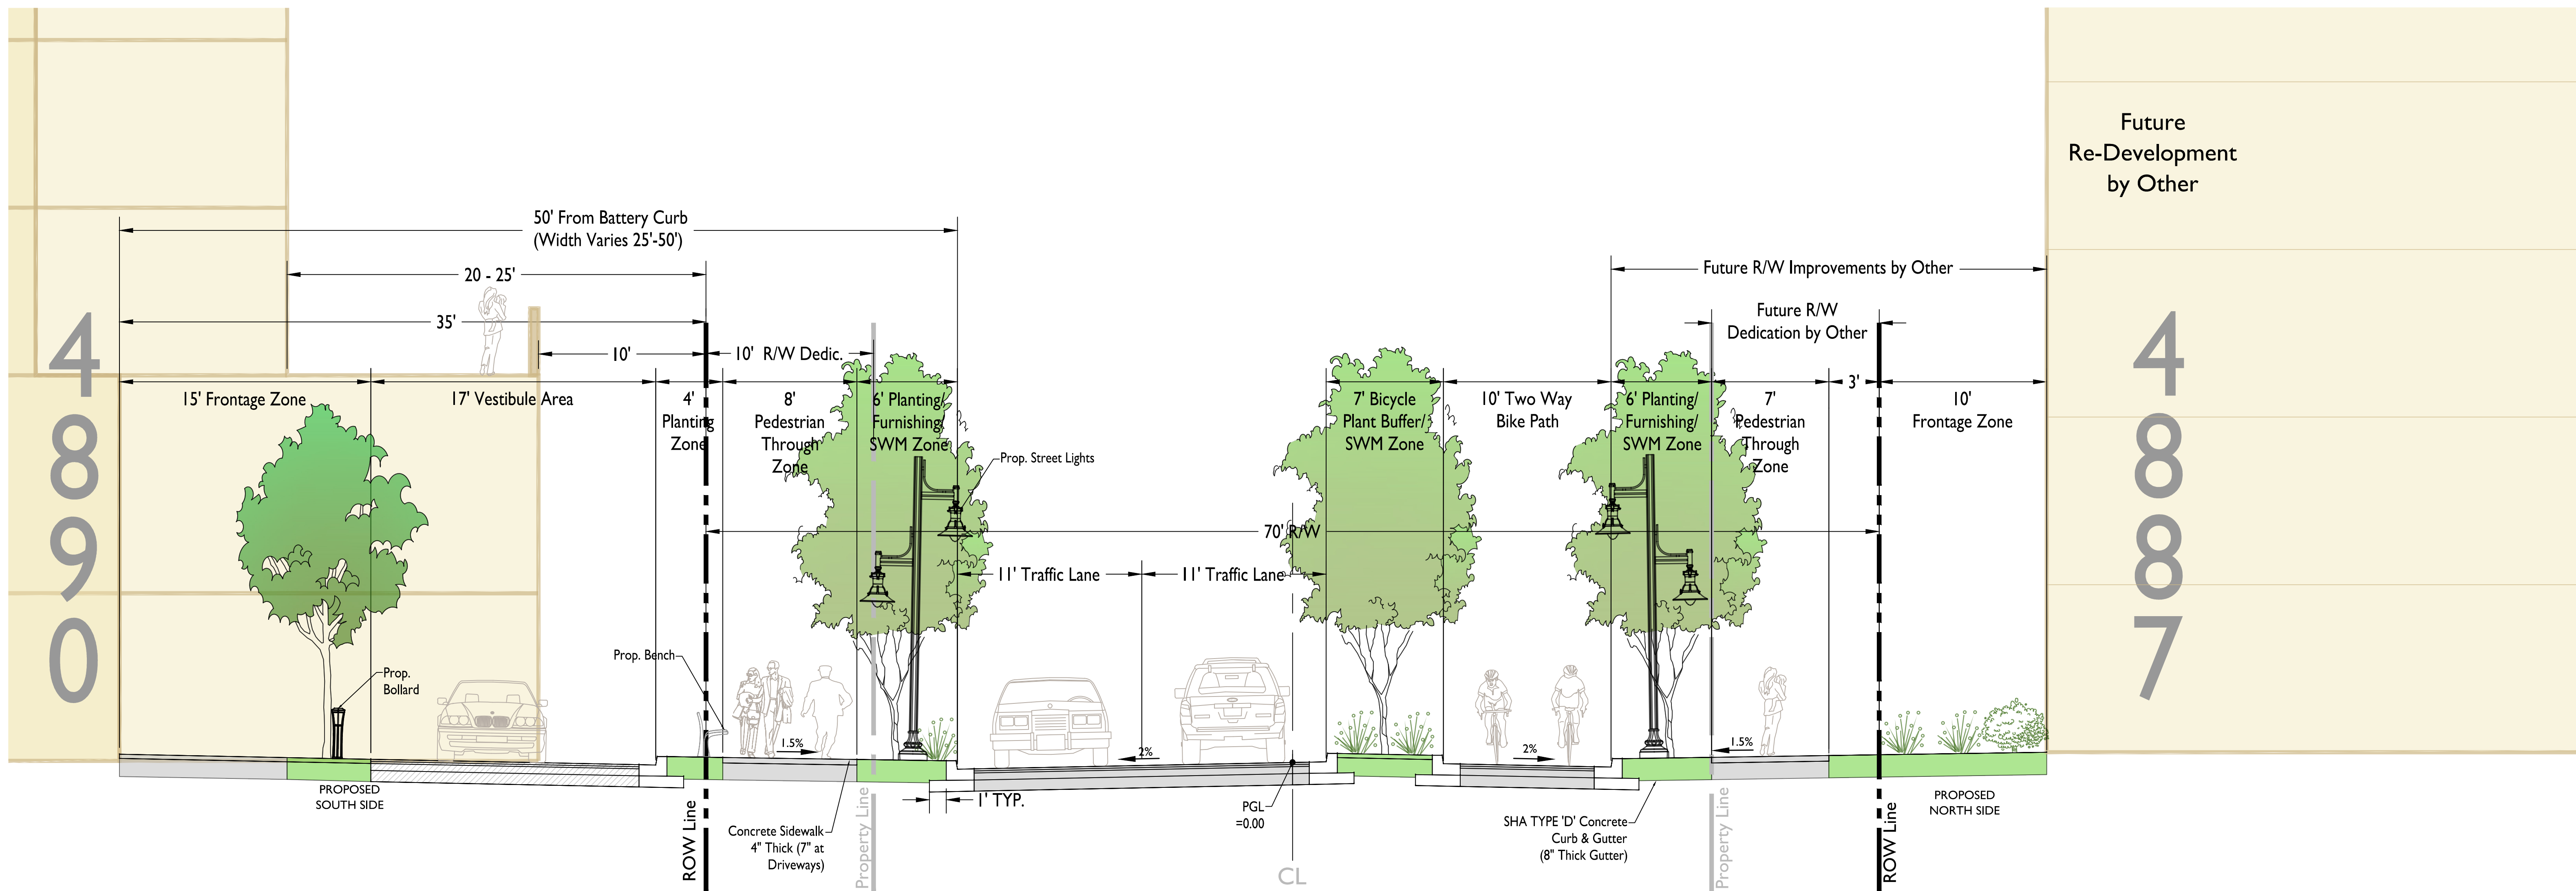 Future
Re-Development
by Other
50' From Battery Curb
(Width Varies 25'-50')
20 - 25'
Future R/W Improvements by Other
35'
Future R/W
Dedication by Other
10'
10' R/W Dedic.
15' Frontage Zone
17' Vestibule Area
4'
Planting
Zone
8'
Pedestrian
Through
Zone
6' Planting/
Furnishing/
SWM Zone
7' Bicycle
Plant Buffer/
SWM Zone
10' Two Way
Bike Path
6' Planting/
Furnishing/
SWM Zone
7'
Pedestrian
Through
Zone
3'
10'
Frontage Zone
4
8
9
0
4
8
8
7
Prop. Street Lights
70' R/W
11' Traffic Lane
11' Traffic Lane
Prop. Bench
Prop.
Bollard
1.5%
2%
2%
1.5%
PROPOSED
SOUTH SIDE
1' TYP.
PGL
=0.00
PROPOSED
NORTH SIDE
ROW Line
Concrete Sidewalk
4" Thick (7" at
Driveways)
Property Line
CL
SHA TYPE 'D' Concrete
Curb & Gutter
(8" Thick Gutter)
Property Line
ROW Line